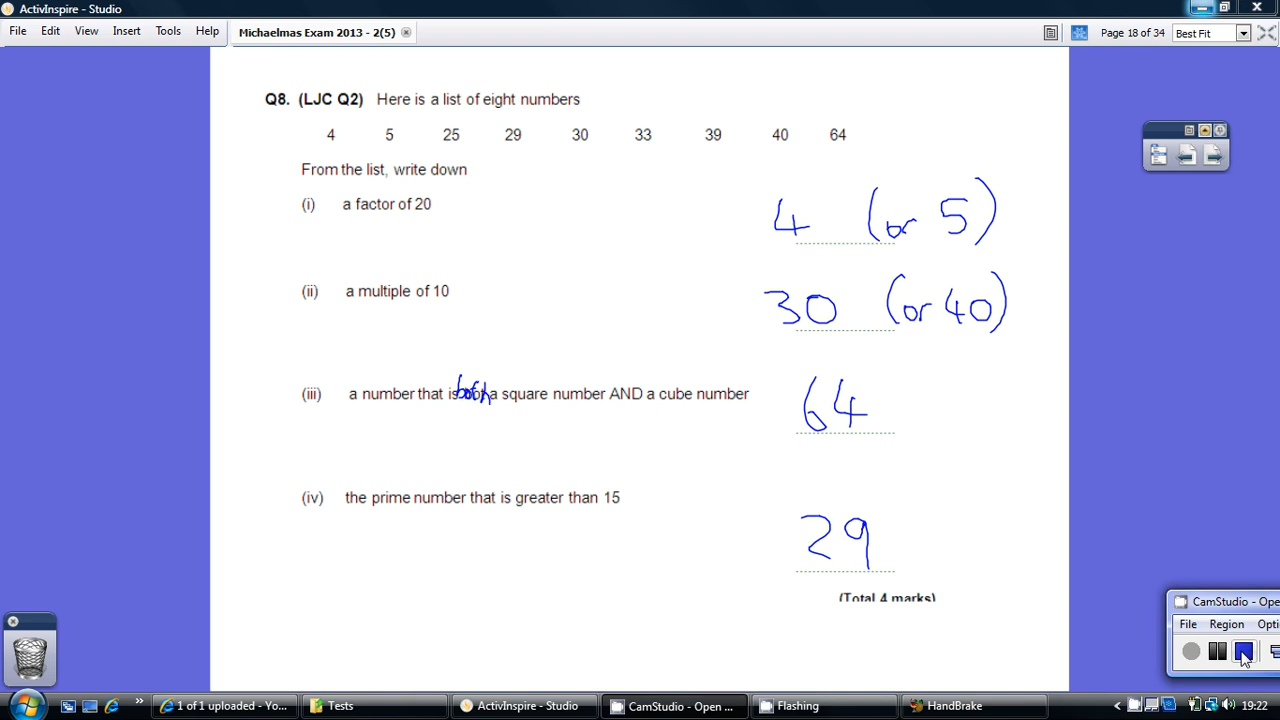 ActivInspire - Studio
File Edit View Insert Tools Help Michaelmas Exam 2013 - 2(5) Page 18 of 34 Best Fit
Q8. (LJC Q2) Here is a list of eight numbers
4 5 25 29 30 33 39 40 64
From the list, write down
(i) a factor of 20
4 (or 5)
(ii) a multiple of 10
30 (or 40)
(iii) a number that is both a square number AND a cube number
64
(iv) the prime number that is greater than 15
29
(Total 4 marks)
CamStudio - Ope
File Region Opti
1 of 1 uploaded - Yo... Tests ActivInspire - Studio CamStudio - Open ... Flashing HandBrake 19:22